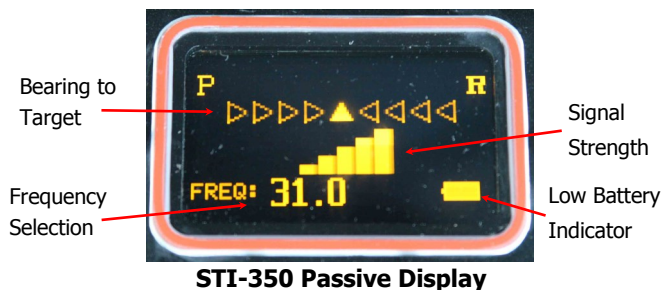 Bearing to
Target
P
R
Signal
Strength
Frequency
Selection
FREQ: 31.0
Low Battery
Indicator
STI-350 Passive Display